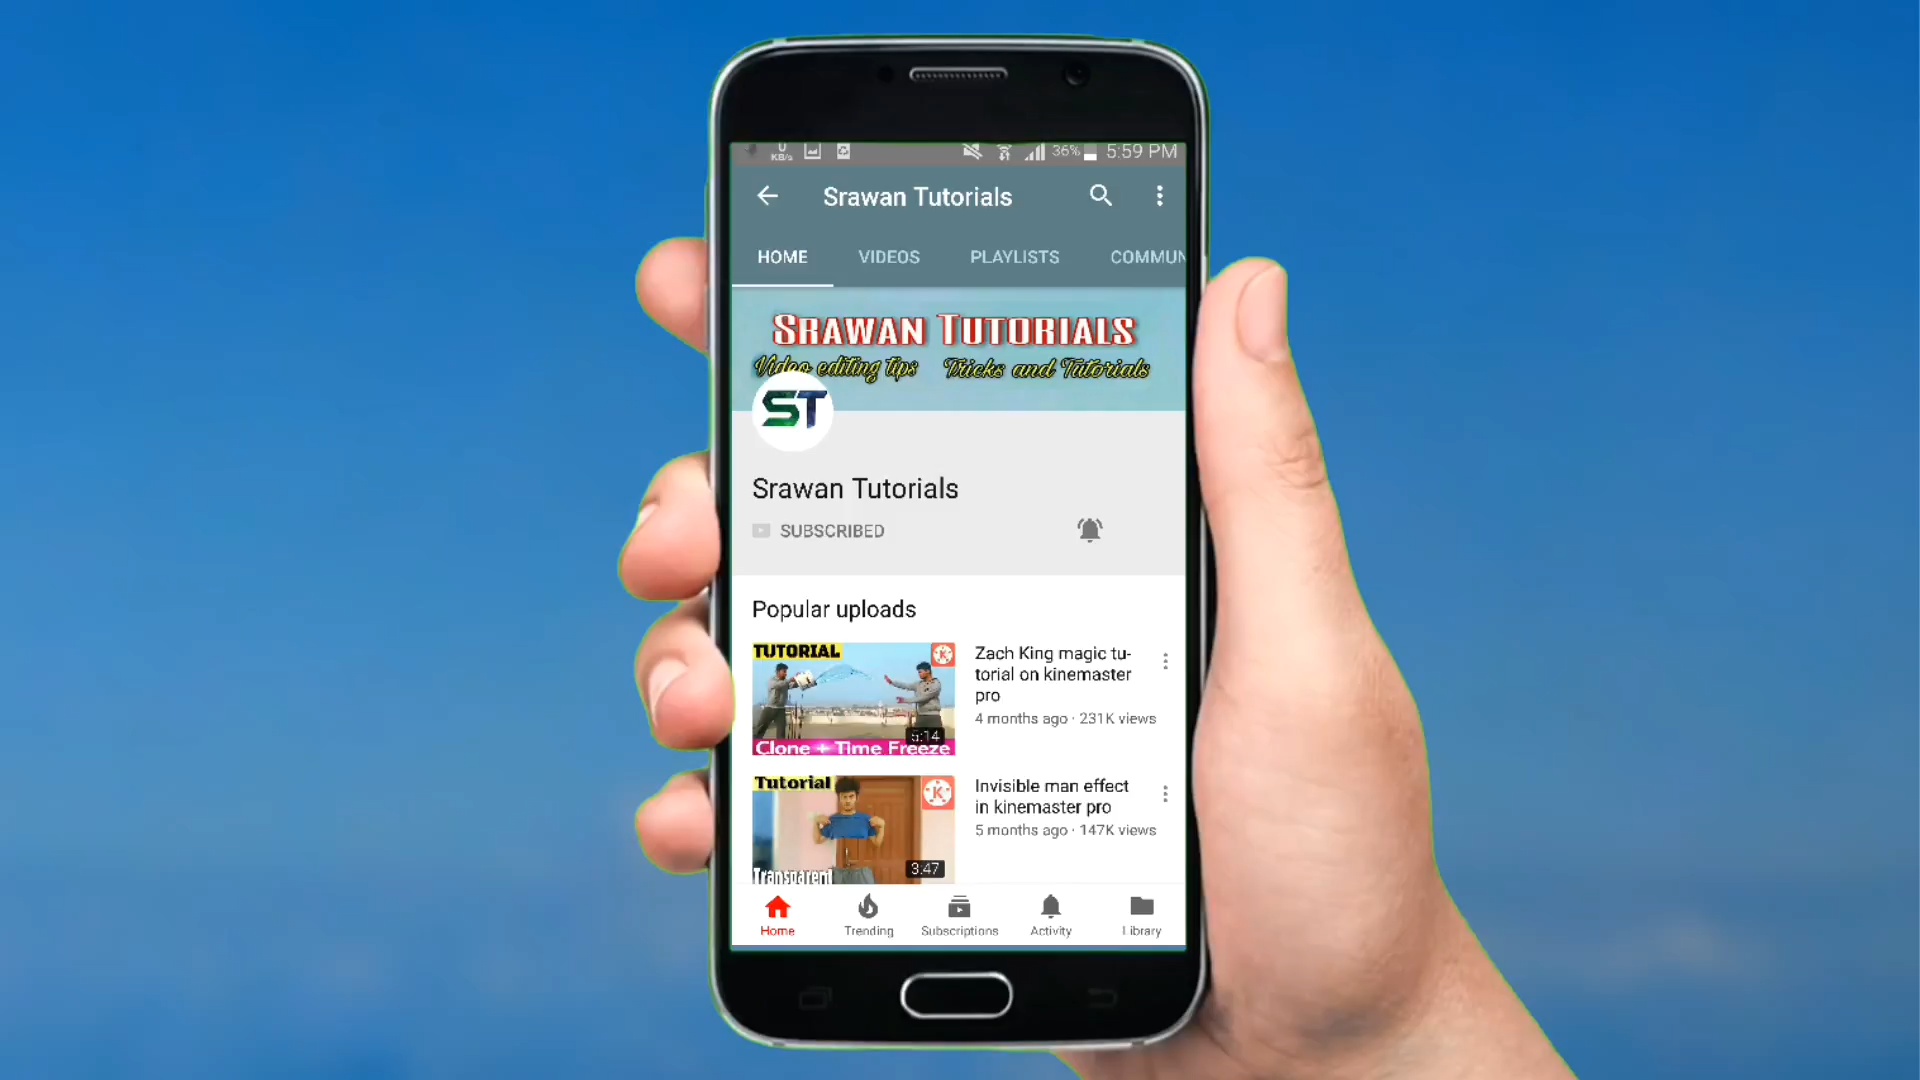 0
KB/s
36%
5:59 PM
Srawan Tutorials
HOME VIDEOS PLAYLISTS COMMUN
SRAWAN TUTORIALS
Video editing tips Tricks and Tutorials
ST
Srawan Tutorials
SUBSCRIBED
Popular uploads
TUTORIAL
K
5:14
Clone + Time Freeze
Zach King magic tu-
torial on kinemaster
pro
4 months ago · 231K views
Tutorial
K
3:47
Transparent
Invisible man effect
in kinemaster pro
5 months ago · 147K views
Home Trending Subscriptions Activity Library